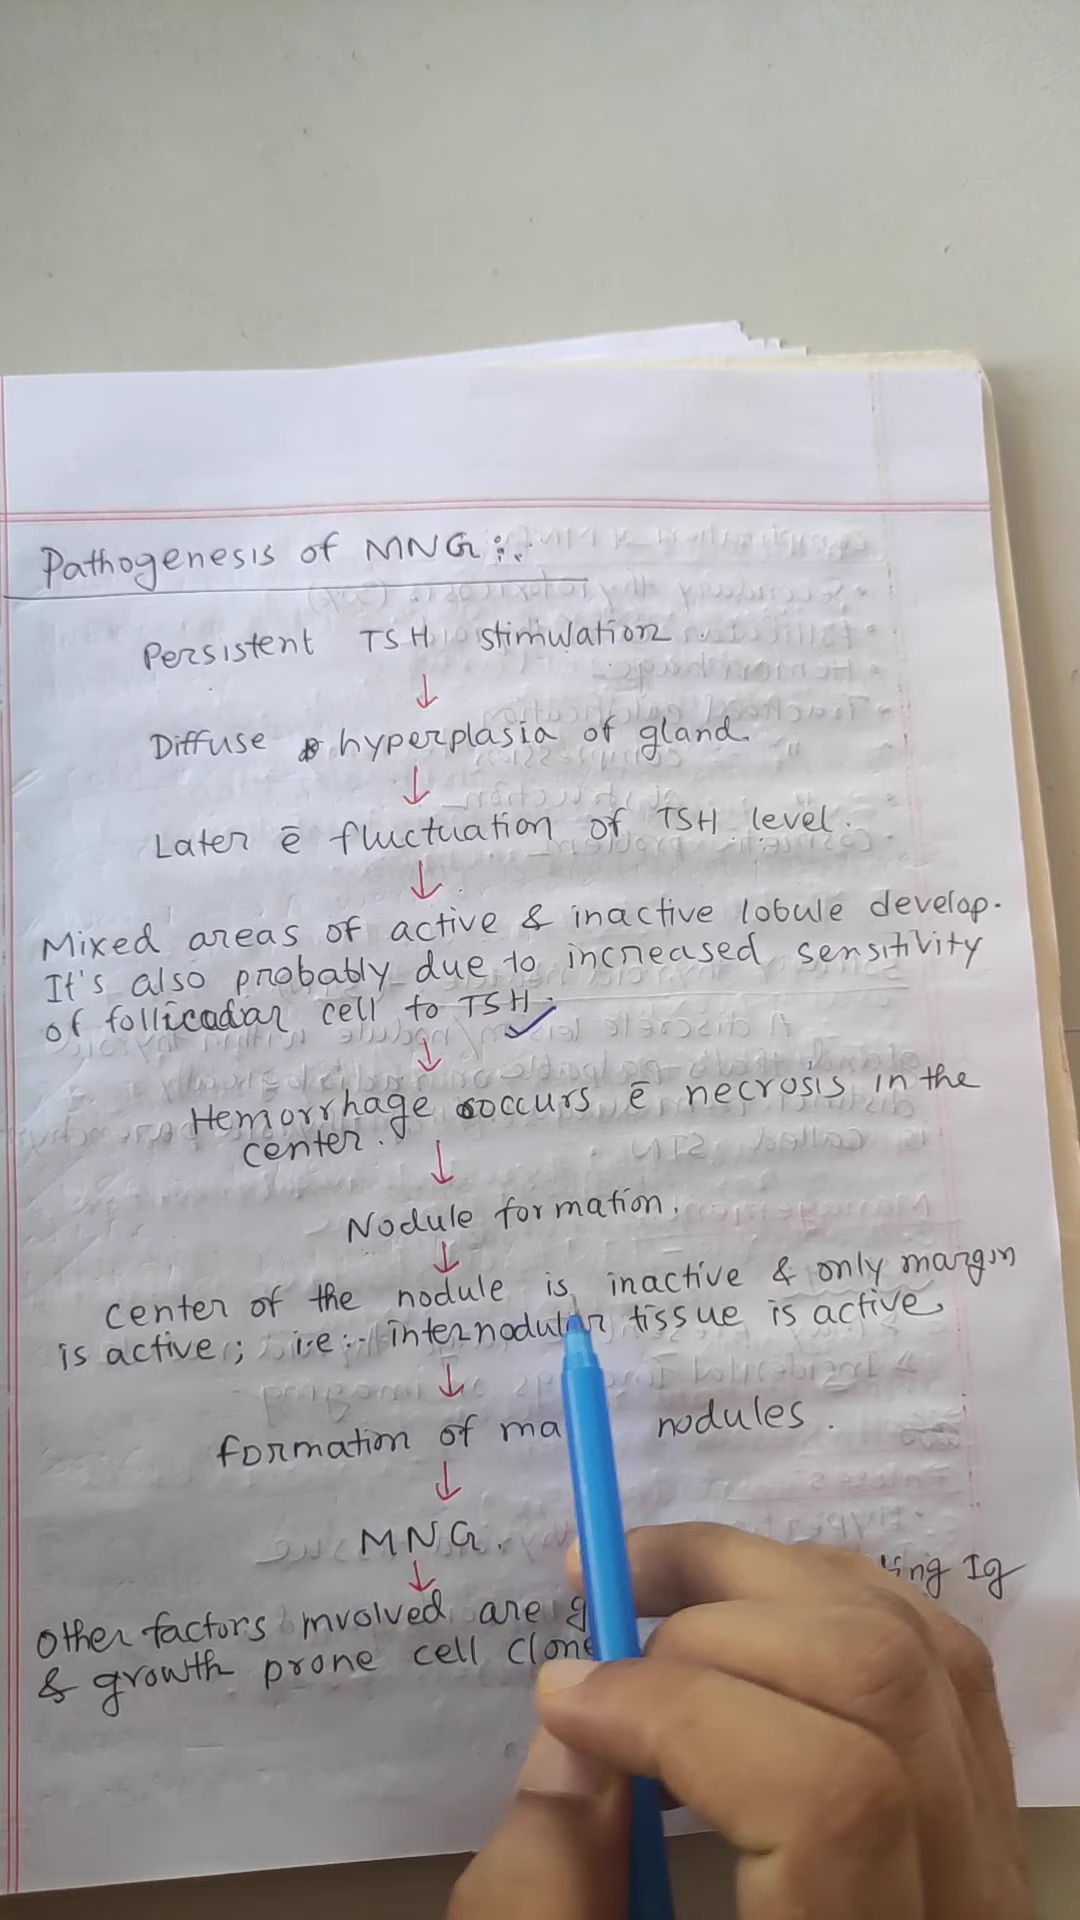 Pathogenesis of MNG:-
Persistent TSH stimulation
↓
Diffuse hyperplasia of gland
↓
Later c̄ fluctuation of TSH level.
↓
Mixed areas of active & inactive lobule develop.
It's also probably due to increased sensitivity
of follicular cell to TSH.
↓
Hemorrhage occurs c̄ necrosis in the
center.
↓
Nodule formation.
↓
center of the nodule is inactive & only margin
is active; i.e:- internodular tissue is active
↓
formation of nodules.
↓
MNG.
↓
Other factors involved are Ig
& growth prone cell